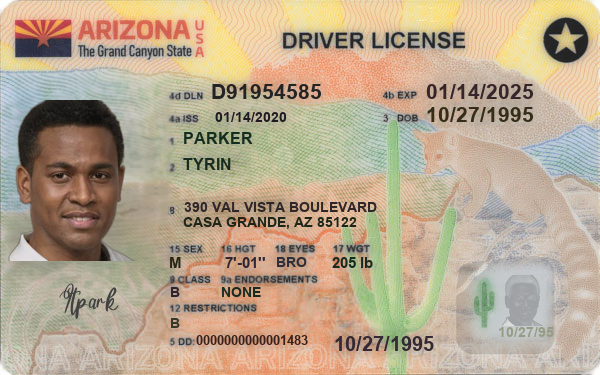 ARIZONA USA
The Grand Canyon State
DRIVER LICENSE
4d DLN D91954585
4b EXP 01/14/2025
4a ISS 01/14/2020
3 DOB 10/27/1995
1 PARKER
2 TYRIN
8 390 VAL VISTA BOULEVARD
CASA GRANDE, AZ 85122
15 SEX 16 HGT 18 EYES 17 WGT
M 7'-01" BRO 205 lb
9 CLASS 9a ENDORSEMENTS
B NONE
12 RESTRICTIONS
B
5 DD: 0000000000001483
10/27/1995
10/27/95
ARIZONA ARIZONA ARIZONA ARIZONA